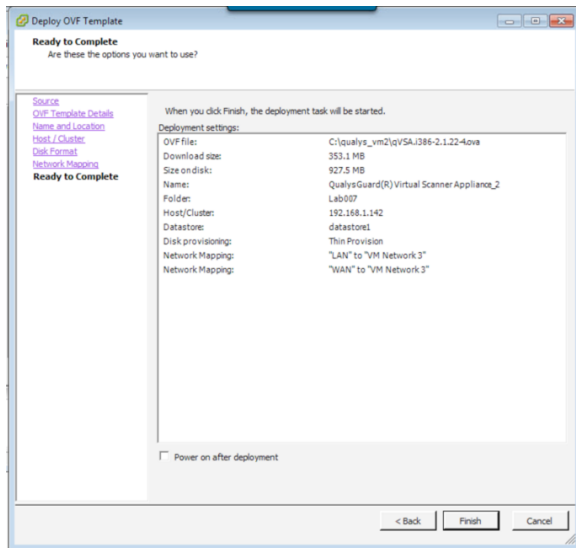 Deploy OVF Template
Ready to Complete
Are these the options you want to use?
Source
OVF Template Details
Name and Location
Host / Cluster
Disk Format
Network Mapping
Ready to Complete
When you click Finish, the deployment task will be started.
Deployment settings:
OVF file: C:\qualys_vm2\qVSA.i386-2.1.22-4.ova
Download size: 353.1 MB
Size on disk: 927.5 MB
Name: QualysGuard(R) Virtual Scanner Appliance_2
Folder: Lab007
Host/Cluster: 192.168.1.142
Datastore: datastore1
Disk provisioning: Thin Provision
Network Mapping: "LAN" to "VM Network 3"
Network Mapping: "WAN" to "VM Network 3"
Power on after deployment
< Back Finish Cancel